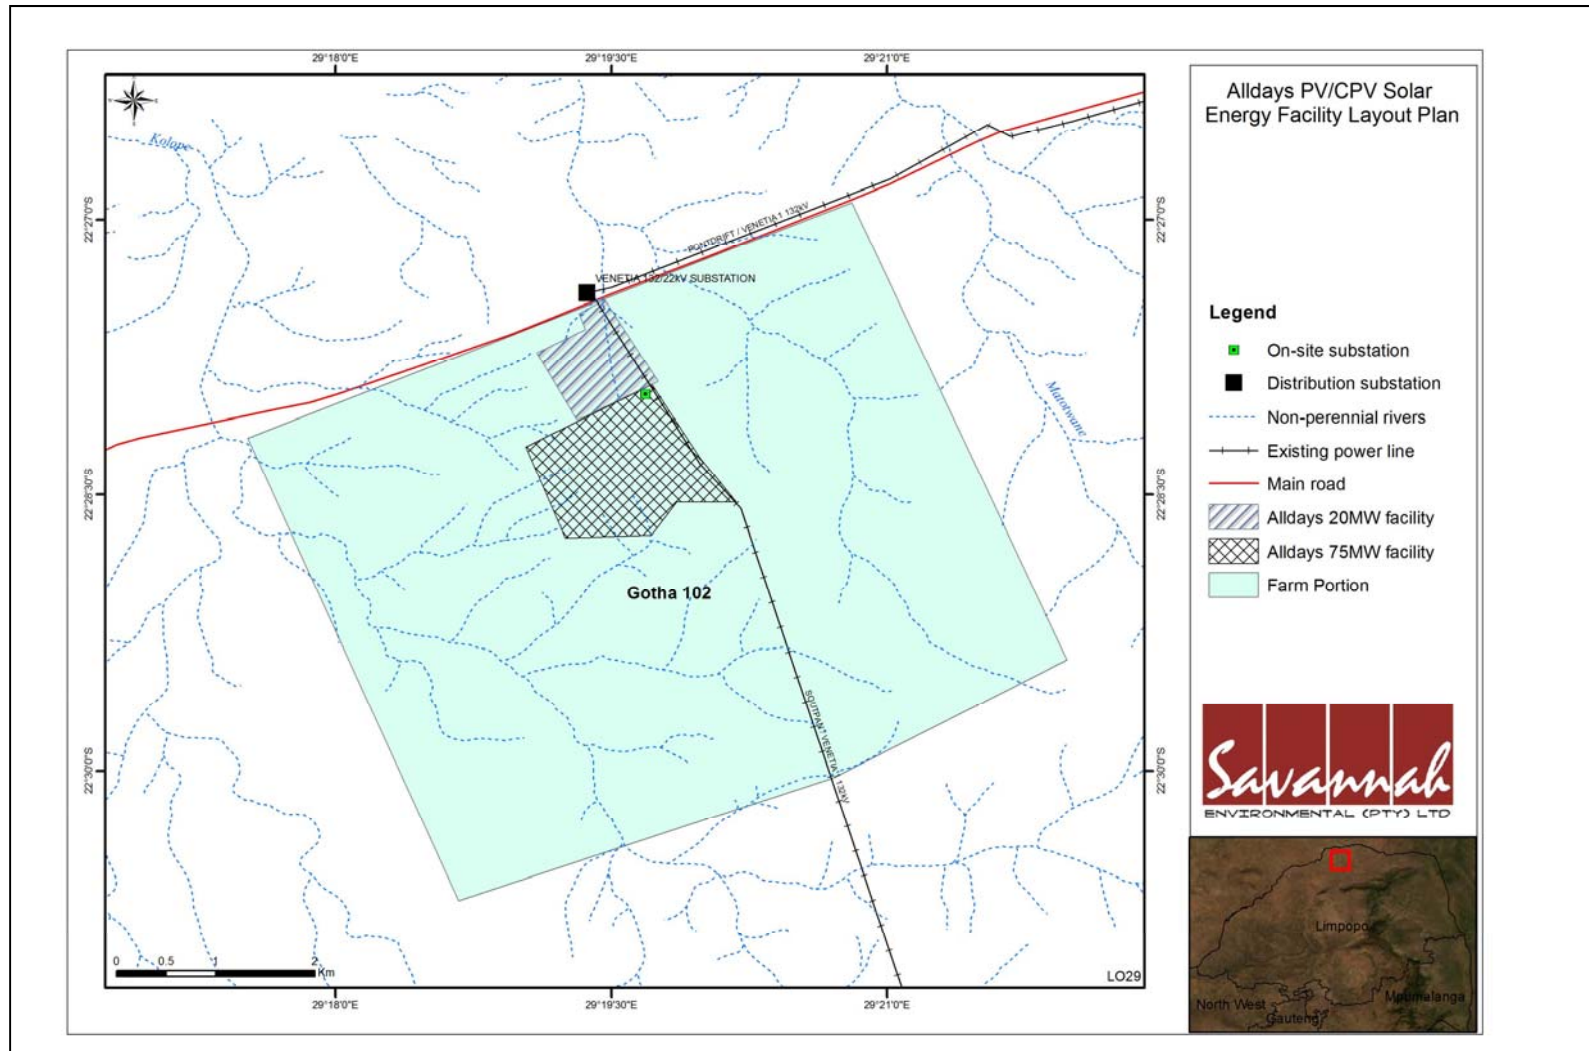 29°18'0"E
29°19'30"E
29°21'0"E
Alldays PV/CPV Solar
Energy Facility Layout Plan
Kolope
22°27'0"S
22°27'0"S
PONTDRIFT / VENETIA 1 132kV
VENETIA 132/22kV SUBSTATION
Legend
On-site substation
Distribution substation
Non-perennial rivers
Existing power line
Main road
Alldays 20MW facility
Alldays 75MW facility
Farm Portion
Matotwane
22°28'30"S
22°28'30"S
Gotha 102
SOUTPAN / VENETIA 1 132kV
22°30'0"S
22°30'0"S
Savannah
ENVIRONMENTAL (PTY) LTD
Limpopo
North West
Gauteng
Mpumalanga
0 0.5 1 2
Km
LO29
29°18'0"E
29°19'30"E
29°21'0"E